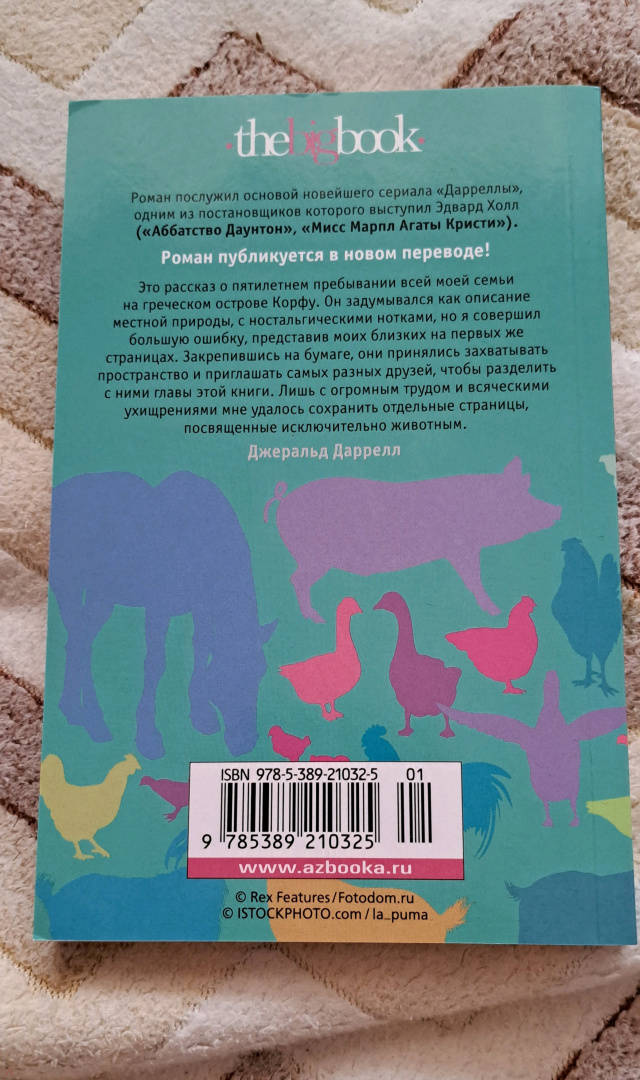 ·thebigbook·
Роман послужил основой новейшего сериала «Дарреллы»,
одним из постановщиков которого выступил Эдвард Холл
(«Аббатство Даунтон», «Мисс Марпл Агаты Кристи»).
Роман публикуется в новом переводе!
Это рассказ о пятилетнем пребывании всей моей семьи
на греческом острове Корфу. Он задумывался как описание
местной природы, с ностальгическими нотками, но я совершил
большую ошибку, представив моих близких на первых же
страницах. Закрепившись на бумаге, они принялись захватывать
пространство и приглашать самых разных друзей, чтобы разделить
с ними главы этой книги. Лишь с огромным трудом и всяческими
ухищрениями мне удалось сохранить отдельные страницы,
посвященные исключительно животным.
Джеральд Даррелл
ISBN 978-5-389-21032-5 01
9 785389 210325
www.azbooka.ru
© Rex Features/Fotodom.ru
© ISTOCKPHOTO.com/la_puma